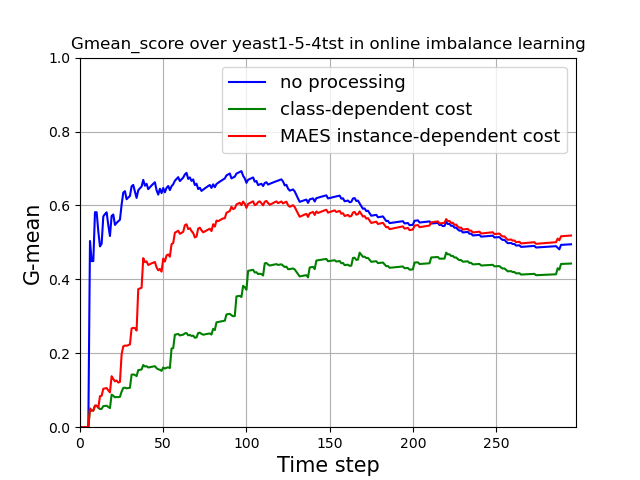 Gmean_score over yeast1-5-4tst in online imbalance learning
1.0
0.8
0.6
0.4
0.2
0.0
G-mean
no processing
class-dependent cost
MAES instance-dependent cost
0
50
100
150
200
250
Time step